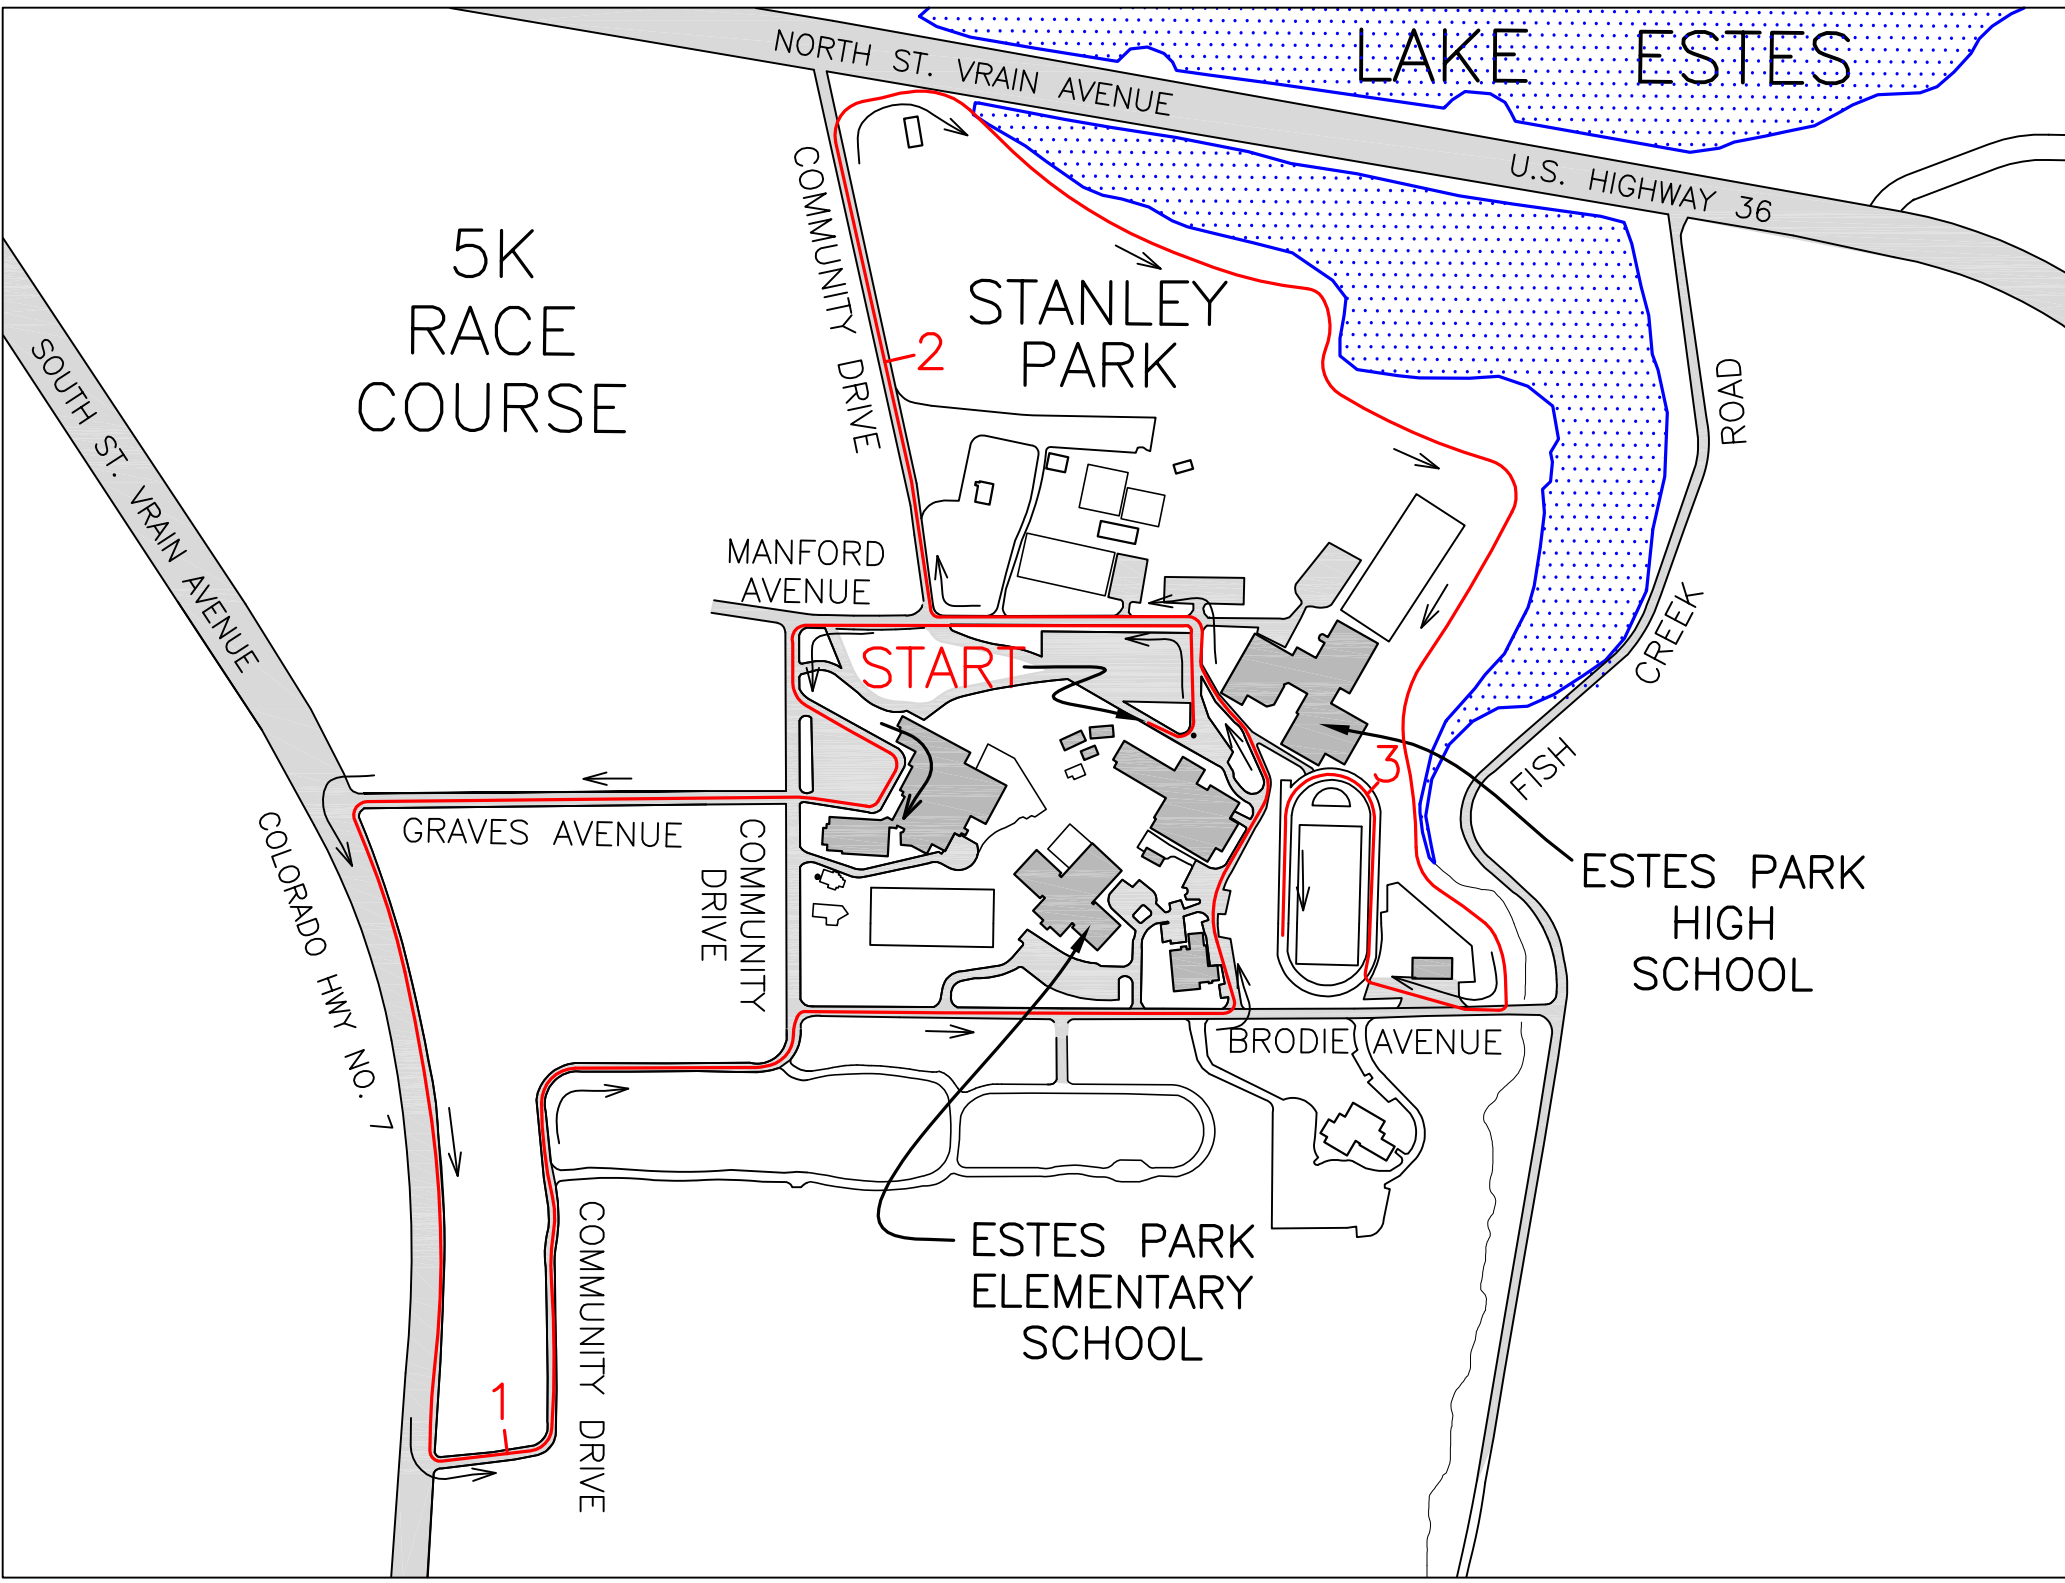 LAKE ESTES
NORTH ST. VRAIN AVENUE
U.S. HIGHWAY 36
5K
RACE
COURSE
COMMUNITY DRIVE
STANLEY
PARK
2
SOUTH ST. VRAIN AVENUE
FISH CREEK ROAD
MANFORD
AVENUE
START
3
GRAVES AVENUE
COMMUNITY
DRIVE
COLORADO HWY NO. 7
ESTES PARK
HIGH
SCHOOL
BRODIE AVENUE
ESTES PARK
ELEMENTARY
SCHOOL
COMMUNITY DRIVE
1